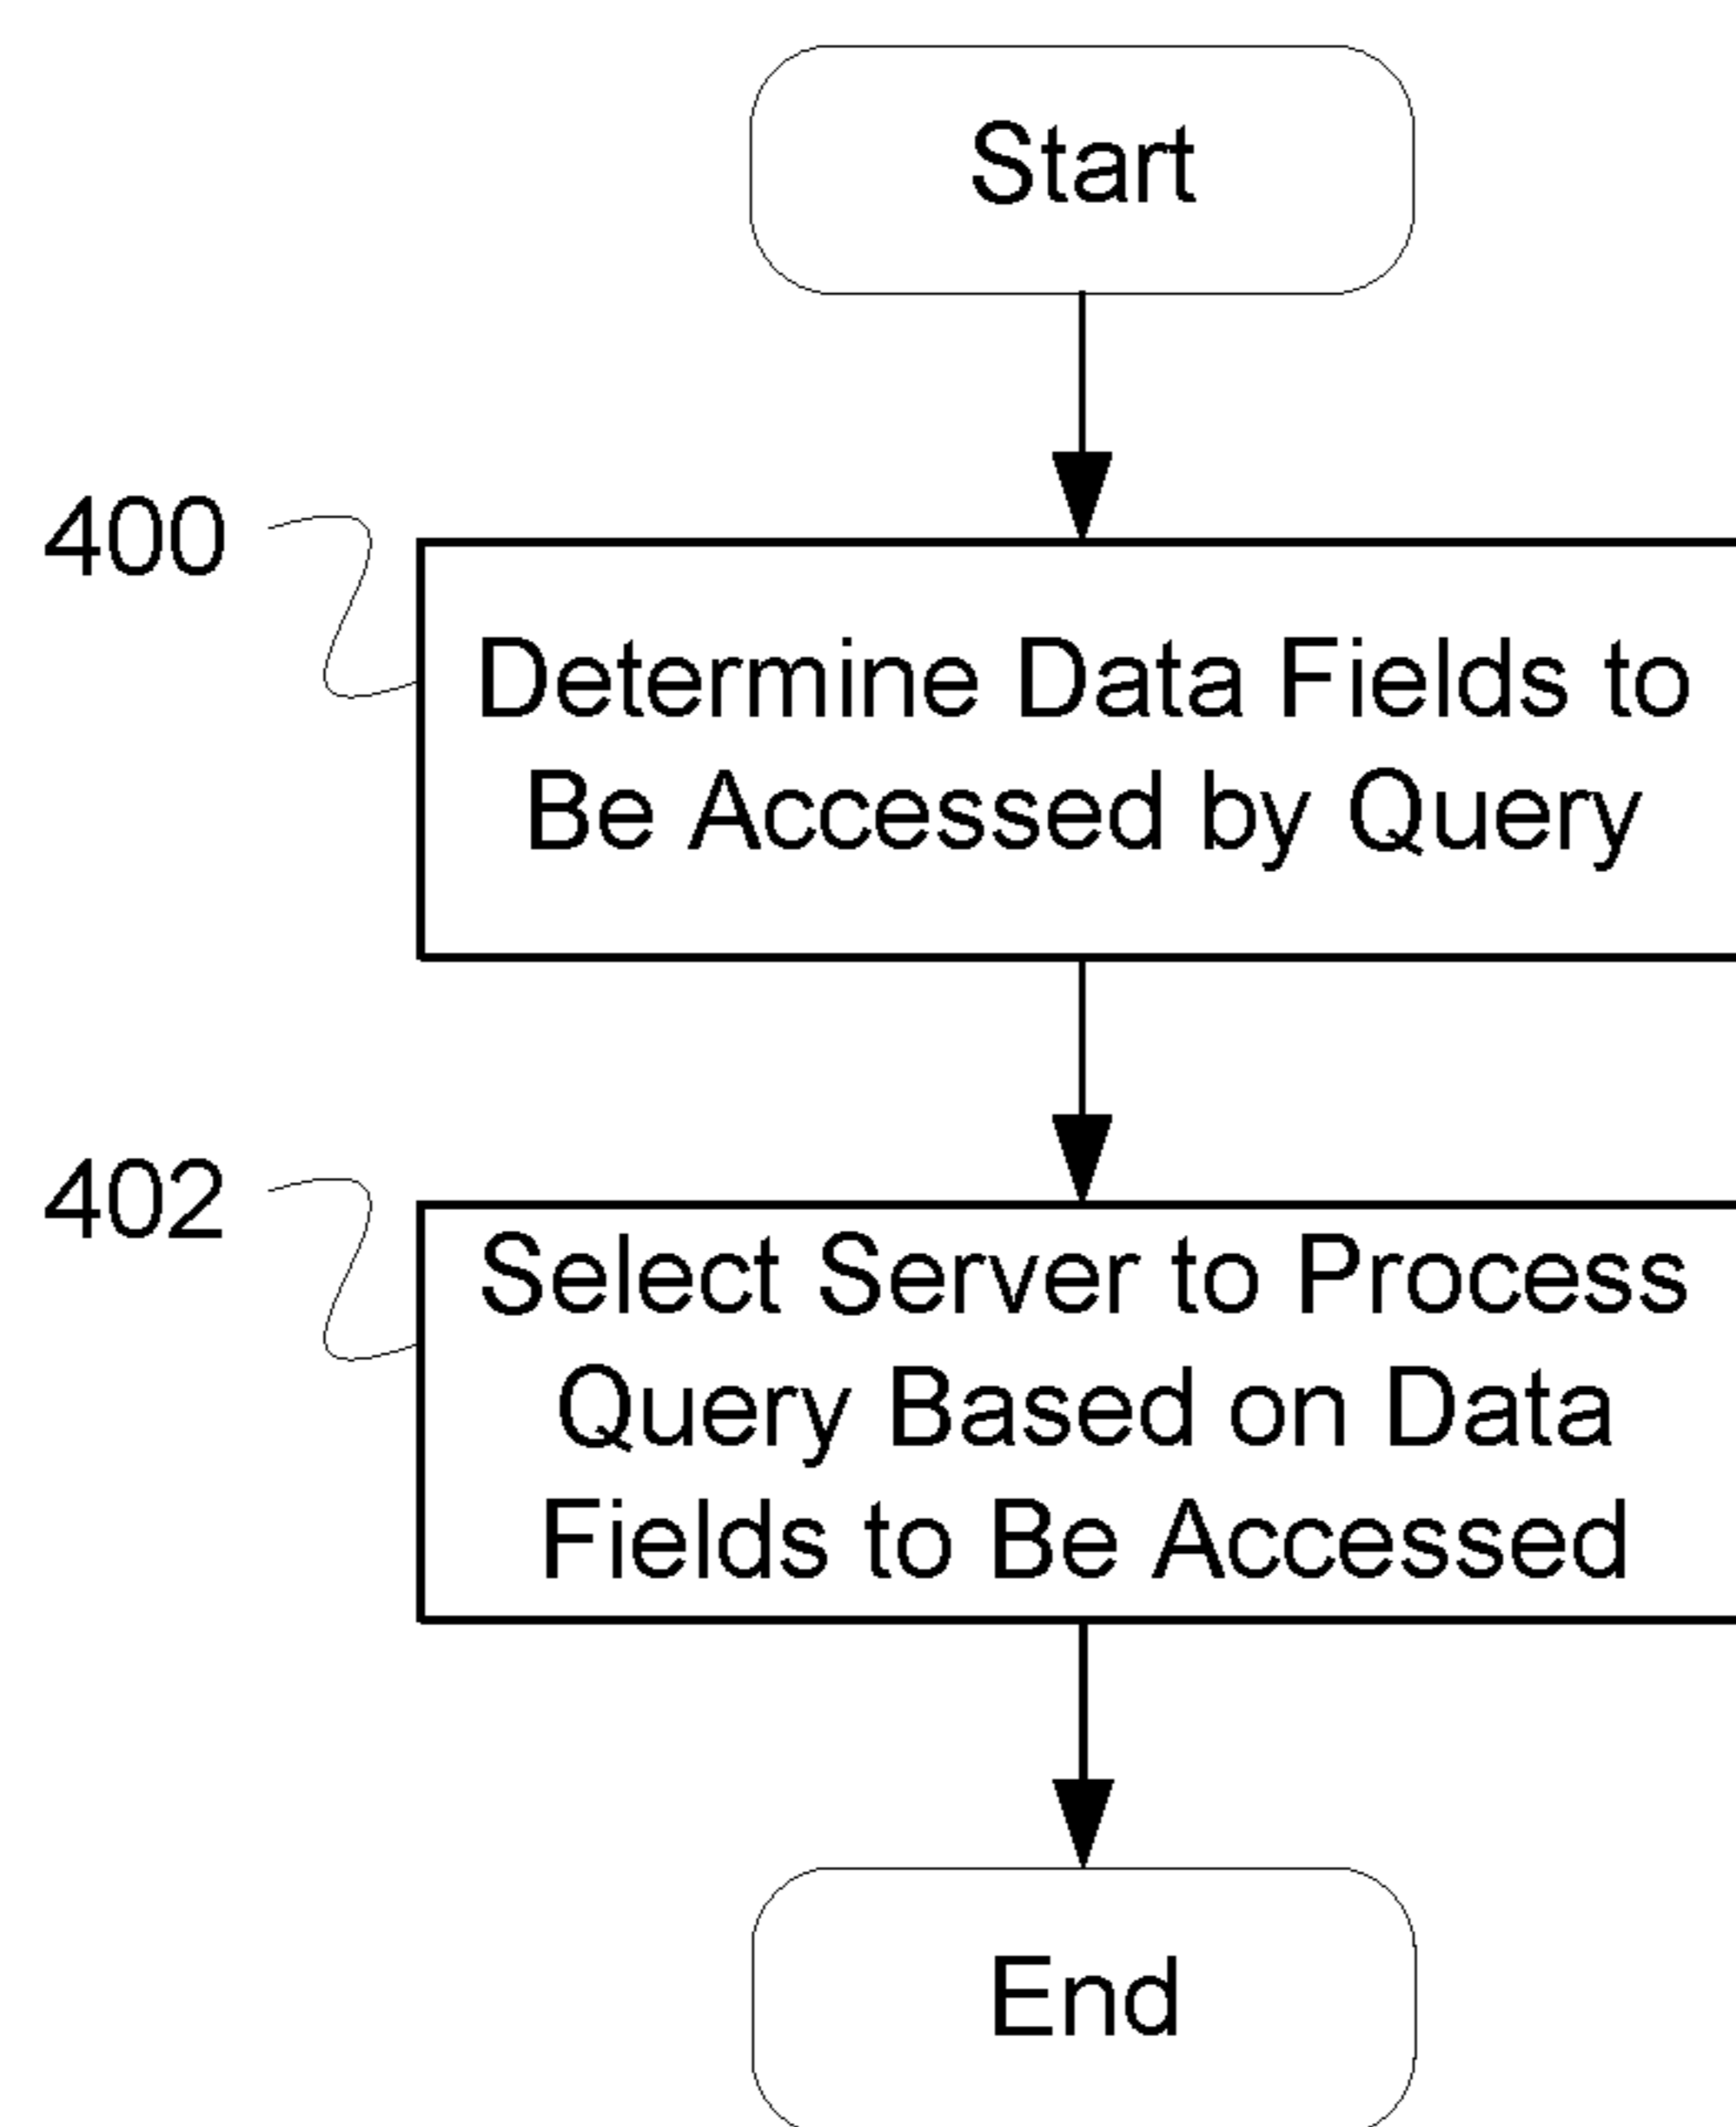 Start
400
Determine Data Fields to
Be Accessed by Query
402
Select Server to Process
Query Based on Data
Fields to Be Accessed
End